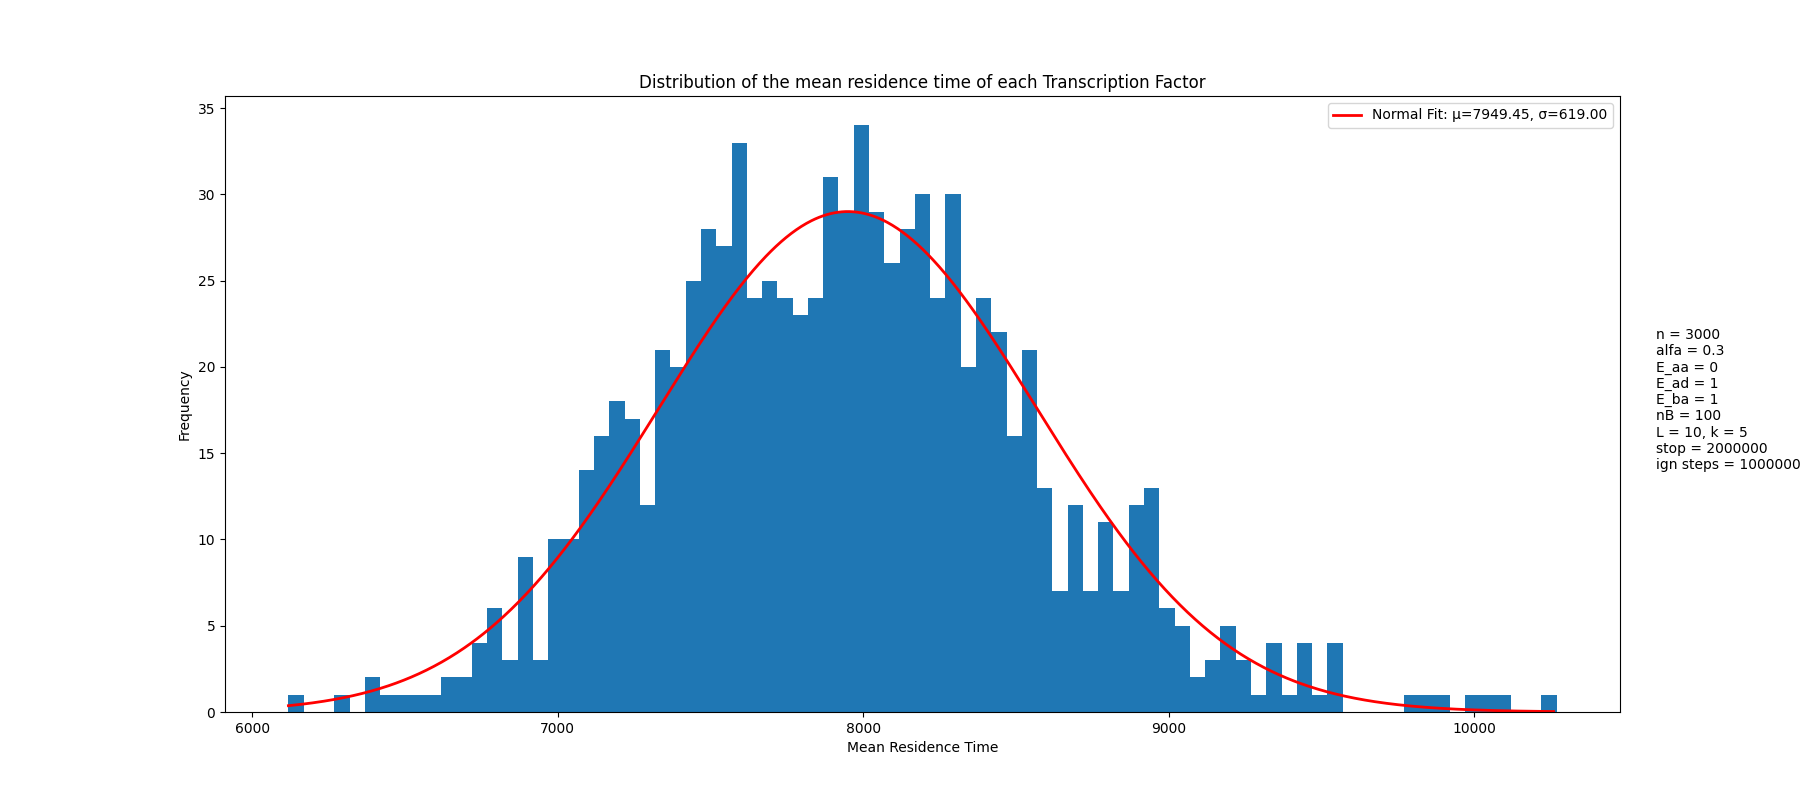 Distribution of the mean residence time of each Transcription Factor
Normal Fit: μ=7949.45, σ=619.00
35
30
25
20
15
10
5
0
Frequency
6000
7000
8000
9000
10000
Mean Residence Time
n = 3000
alfa = 0.3
E_aa = 0
E_ad = 1
E_ba = 1
nB = 100
L = 10, k = 5
stop = 2000000
ign steps = 1000000